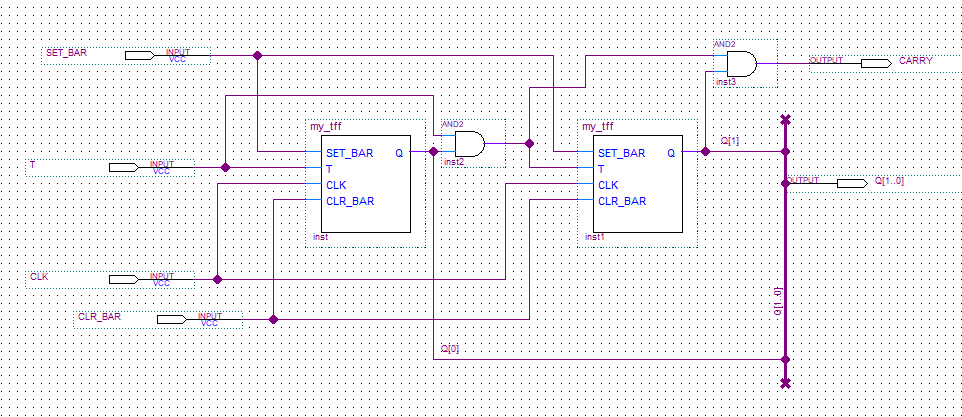 SET_BAR
INPUT
VCC
AND2
inst3
OUTPUT
CARRY
my_tff
SET_BAR
T
CLK
CLR_BAR
Q
inst
AND2
inst2
my_tff
SET_BAR
T
CLK
CLR_BAR
Q
inst1
Q[1]
T
INPUT
VCC
OUTPUT
Q[1..0]
CLK
INPUT
VCC
Q[1..0]
CLR_BAR
INPUT
VCC
Q[0]